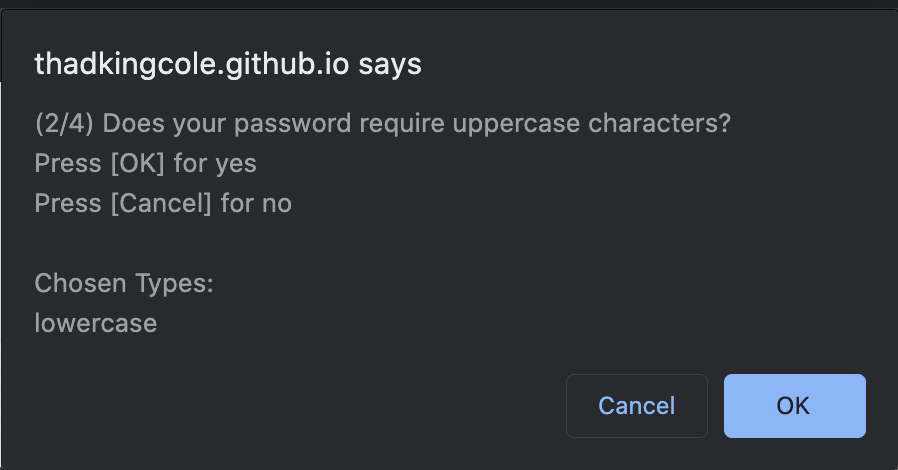 thadkingcole.github.io says
(2/4) Does your password require uppercase characters?
Press [OK] for yes
Press [Cancel] for no
Chosen Types:
lowercase
Cancel
OK